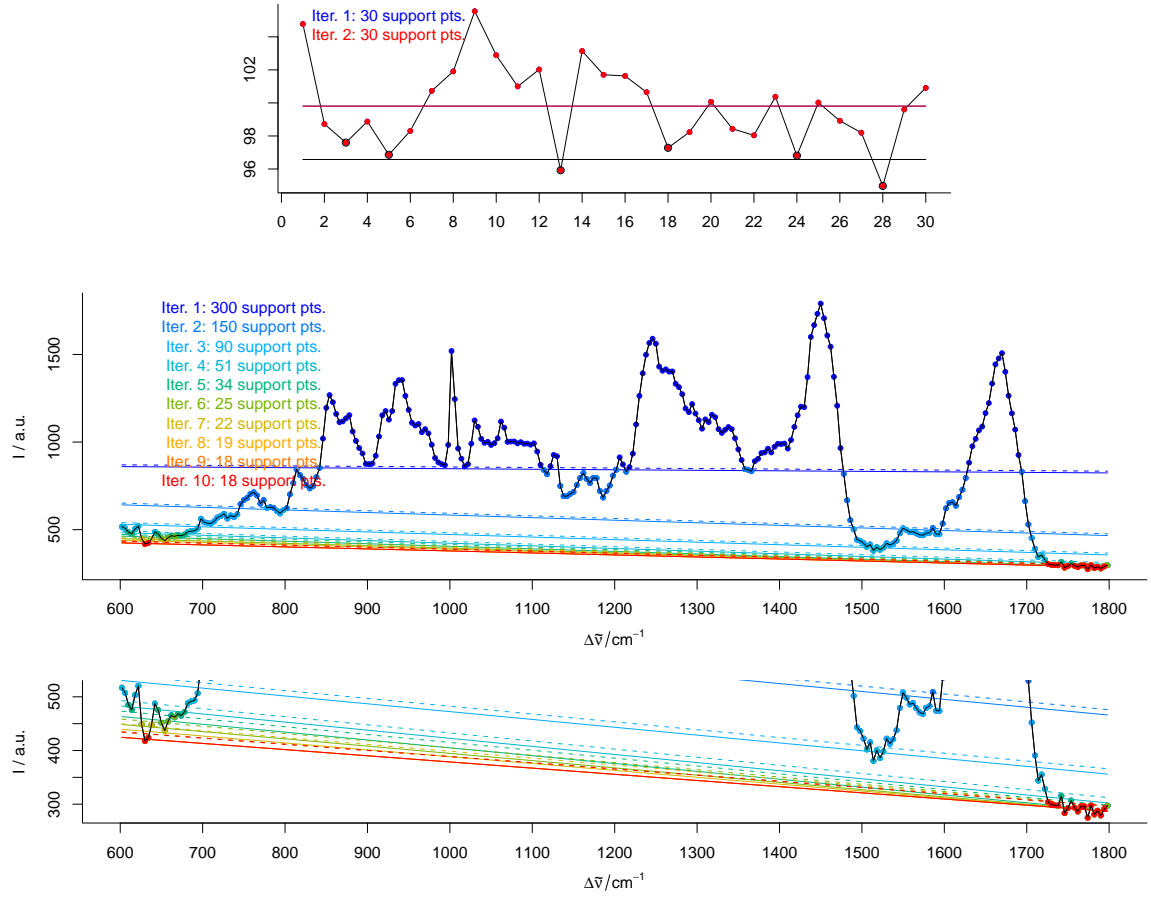 Iter. 1: 30 support pts.
Iter. 2: 30 support pts.
102
98
96
0 2 4 6 8 10 12 14 16 18 20 22 24 26 28 30
Iter. 1: 300 support pts.
Iter. 2: 150 support pts.
Iter. 3: 90 support pts.
Iter. 4: 51 support pts.
Iter. 5: 34 support pts.
Iter. 6: 25 support pts.
Iter. 7: 22 support pts.
Iter. 8: 19 support pts.
Iter. 9: 18 support pts.
Iter. 10: 18 support pts.
1500
1000
500
I / a.u.
600 700 800 900 1000 1100 1200 1300 1400 1500 1600 1700 1800
Δν̃/cm⁻¹
500
400
300
I / a.u.
600 700 800 900 1000 1100 1200 1300 1400 1500 1600 1700 1800
Δν̃/cm⁻¹